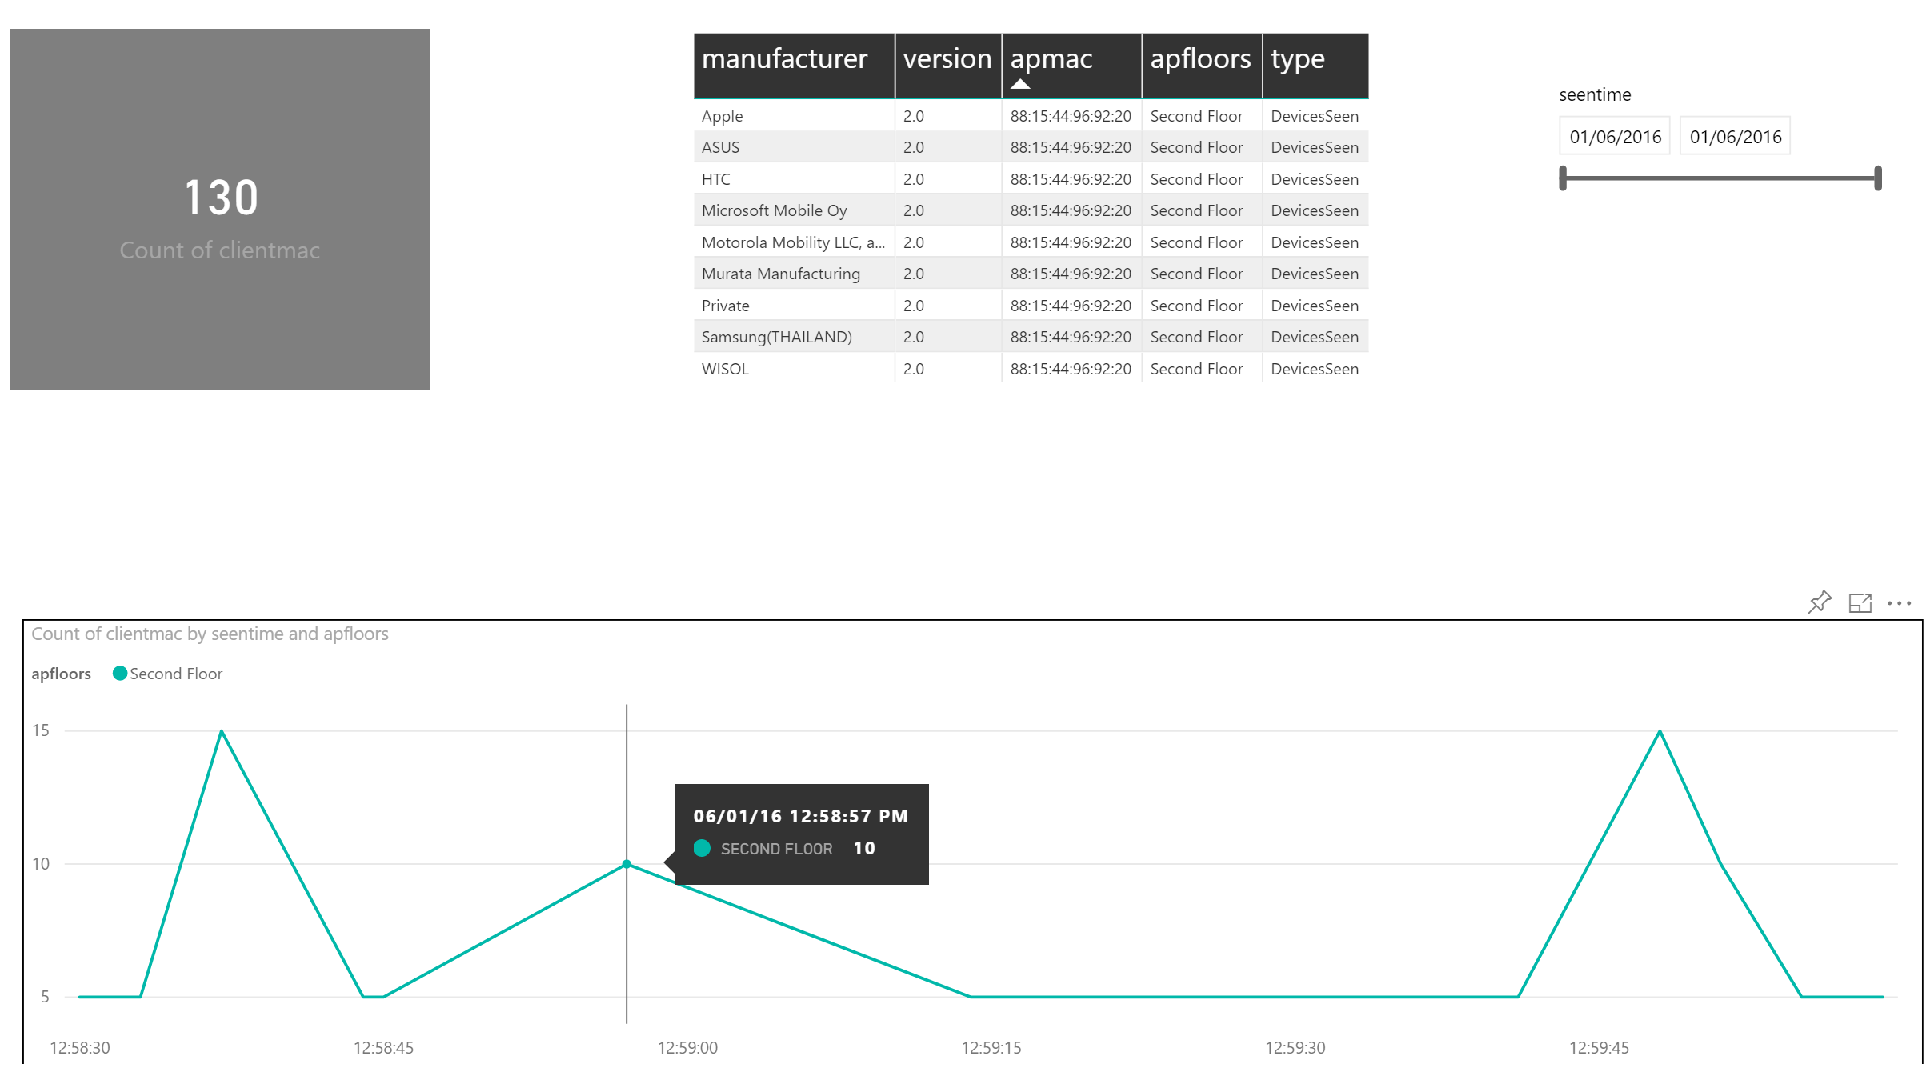 130
Count of clientmac
manufacturer version apmac apfloors type
Apple 2.0 88:15:44:96:92:20 Second Floor DevicesSeen
ASUS 2.0 88:15:44:96:92:20 Second Floor DevicesSeen
HTC 2.0 88:15:44:96:92:20 Second Floor DevicesSeen
Microsoft Mobile Oy 2.0 88:15:44:96:92:20 Second Floor DevicesSeen
Motorola Mobility LLC, a... 2.0 88:15:44:96:92:20 Second Floor DevicesSeen
Murata Manufacturing 2.0 88:15:44:96:92:20 Second Floor DevicesSeen
Private 2.0 88:15:44:96:92:20 Second Floor DevicesSeen
Samsung(THAILAND) 2.0 88:15:44:96:92:20 Second Floor DevicesSeen
WISOL 2.0 88:15:44:96:92:20 Second Floor DevicesSeen
seentime
01/06/2016 01/06/2016
Count of clientmac by seentime and apfloors
apfloors Second Floor
15
10
5
06/01/16 12:58:57 PM
SECOND FLOOR 10
12:58:30 12:58:45 12:59:00 12:59:15 12:59:30 12:59:45